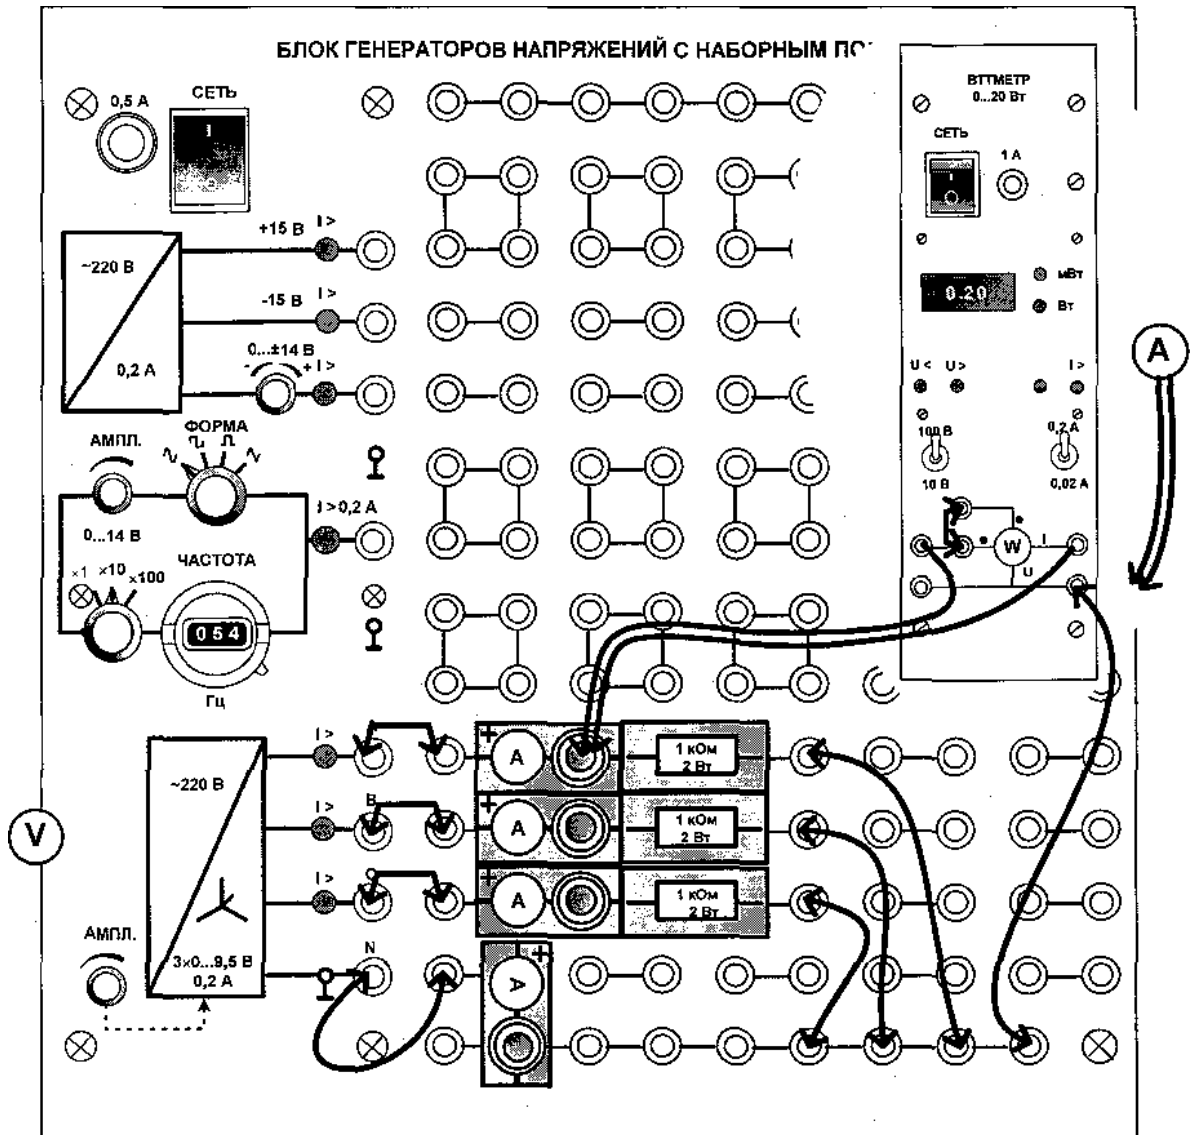 БЛОК ГЕНЕРАТОРОВ НАПРЯЖЕНИЙ С НАБОРНЫМ ПО
0,5 А
СЕТЬ
I
+15 В
I >
~220 В
-15 В
I >
0...±14 В
- + I >
0,2 А
АМПЛ.
ФОРМА
0...14 В
I > 0,2 А
ЧАСТОТА
×1
×10
×100
054
Гц
ВТТМЕТР
0...20 Вт
СЕТЬ
1 А
0.20
мВт
Вт
U < U > I >
100 В
0,2 А
10 В
0,02 А
W
I
U
A
V
I >
~220 В
B
I >
I >
АМПЛ.
3×0...9,5 В
0,2 А
N
+
A
1 кОм
2 Вт
+
A
1 кОм
2 Вт
+
A
1 кОм
2 Вт
+
A